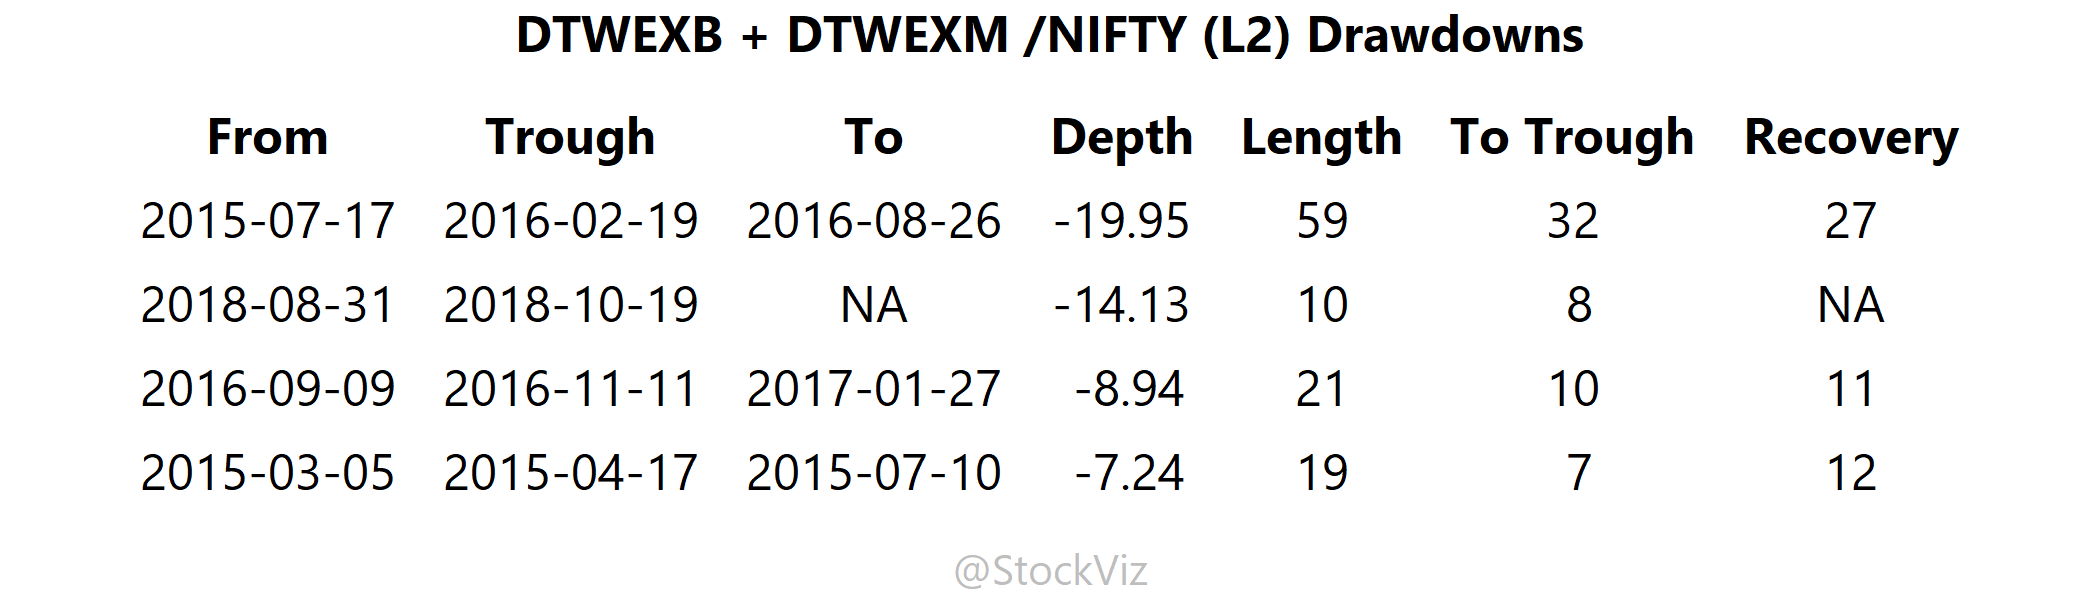 DTWEXB + DTWEXM /NIFTY (L2) Drawdowns
From Trough To Depth Length To Trough Recovery
2015-07-17 2016-02-19 2016-08-26 -19.95 59 32 27
2018-08-31 2018-10-19 NA -14.13 10 8 NA
2016-09-09 2016-11-11 2017-01-27 -8.94 21 10 11
2015-03-05 2015-04-17 2015-07-10 -7.24 19 7 12
@StockViz